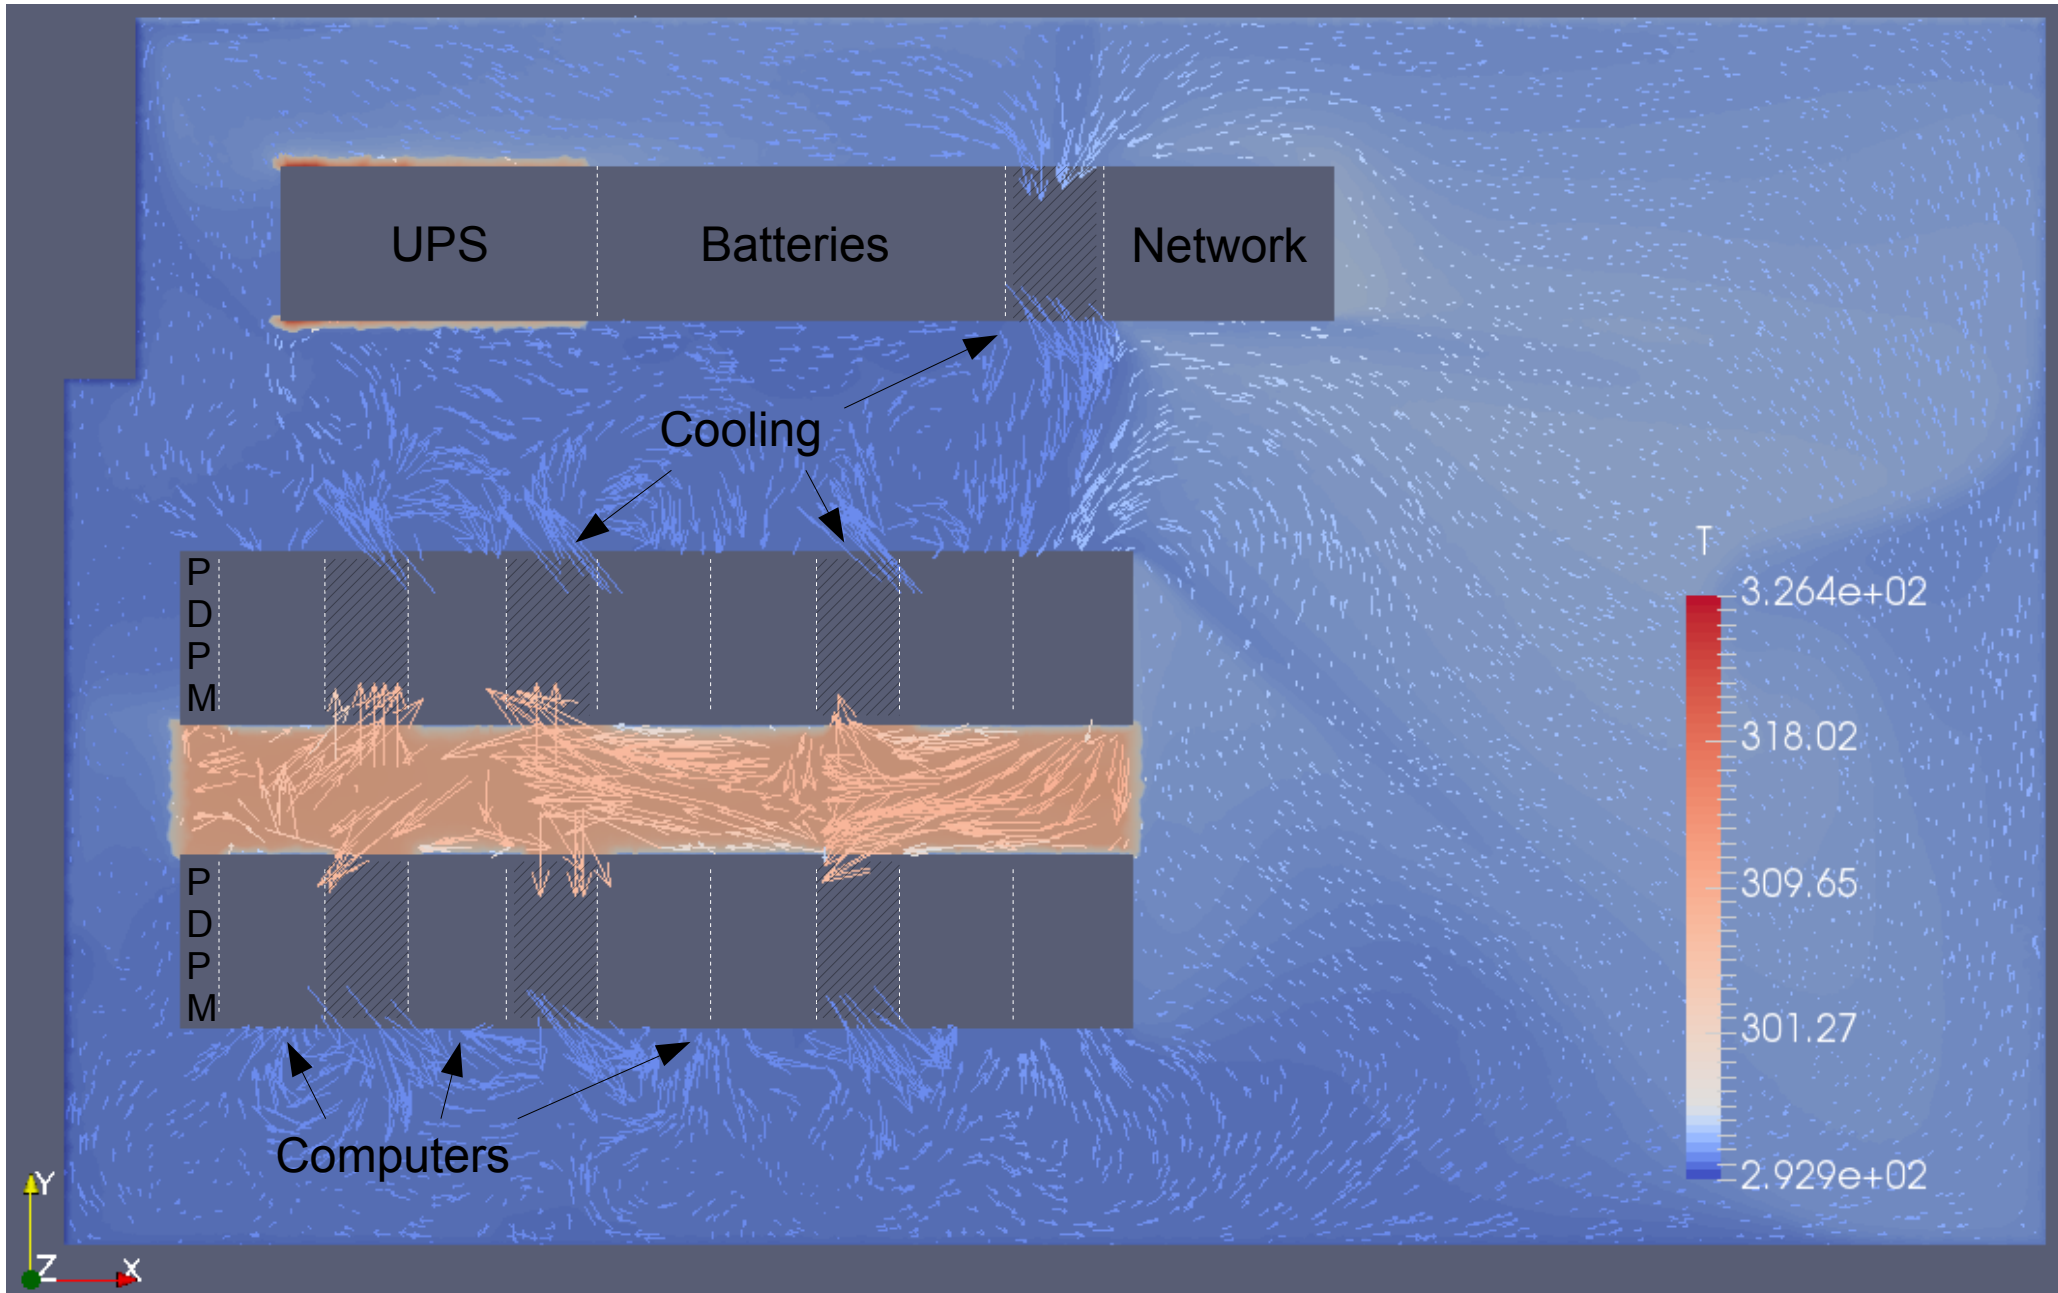 UPS
Batteries
Network
Cooling
T
3.264e+02
318.02
309.65
301.27
2.929e+02
P
D
P
M
P
D
P
M
Computers
Y
Z
X